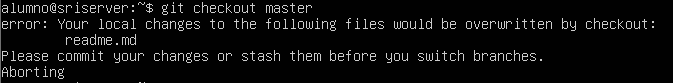 alumno@sriserver:~$ git checkout master
error: Your local changes to the following files would be overwritten by checkout:
        readme.md
Please commit your changes or stash them before you switch branches.
Aborting